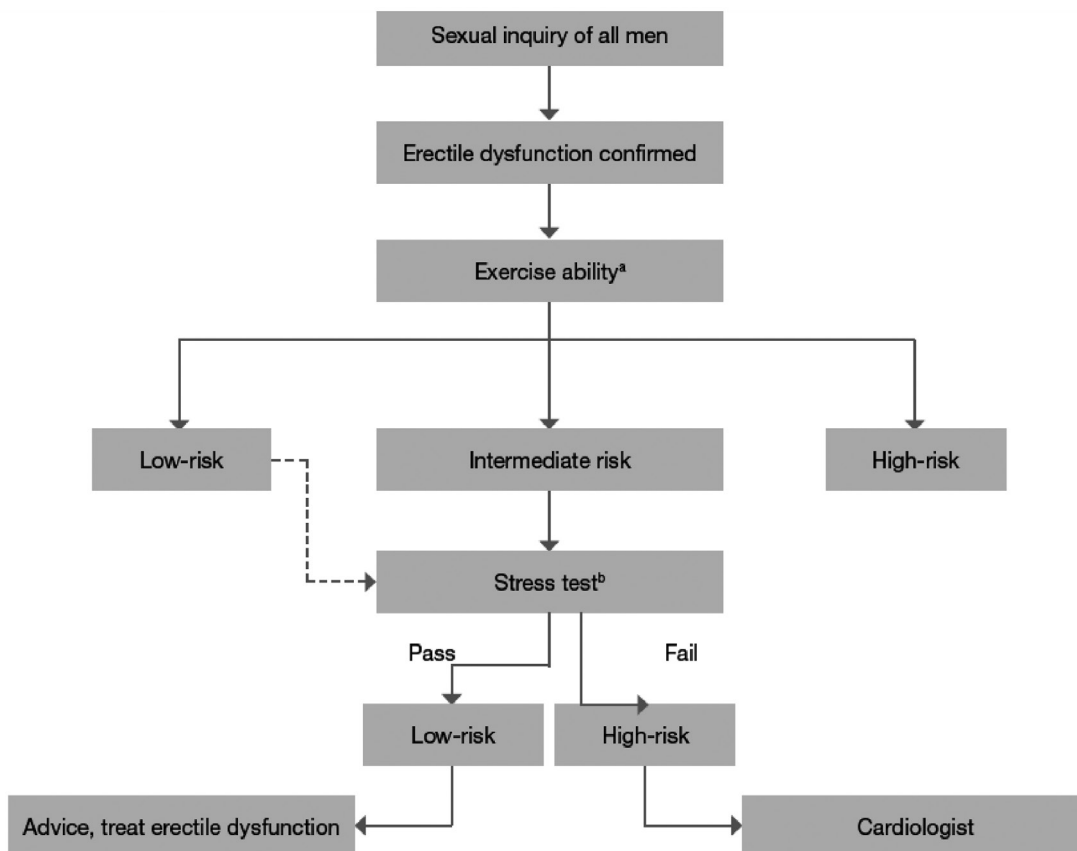 Sexual inquiry of all men
Erectile dysfunction confirmed
Exercise abilityᵃ
Low-risk
Intermediate risk
High-risk
Stress testᵇ
Pass
Fail
Low-risk
High-risk
Advice, treat erectile dysfunction
Cardiologist